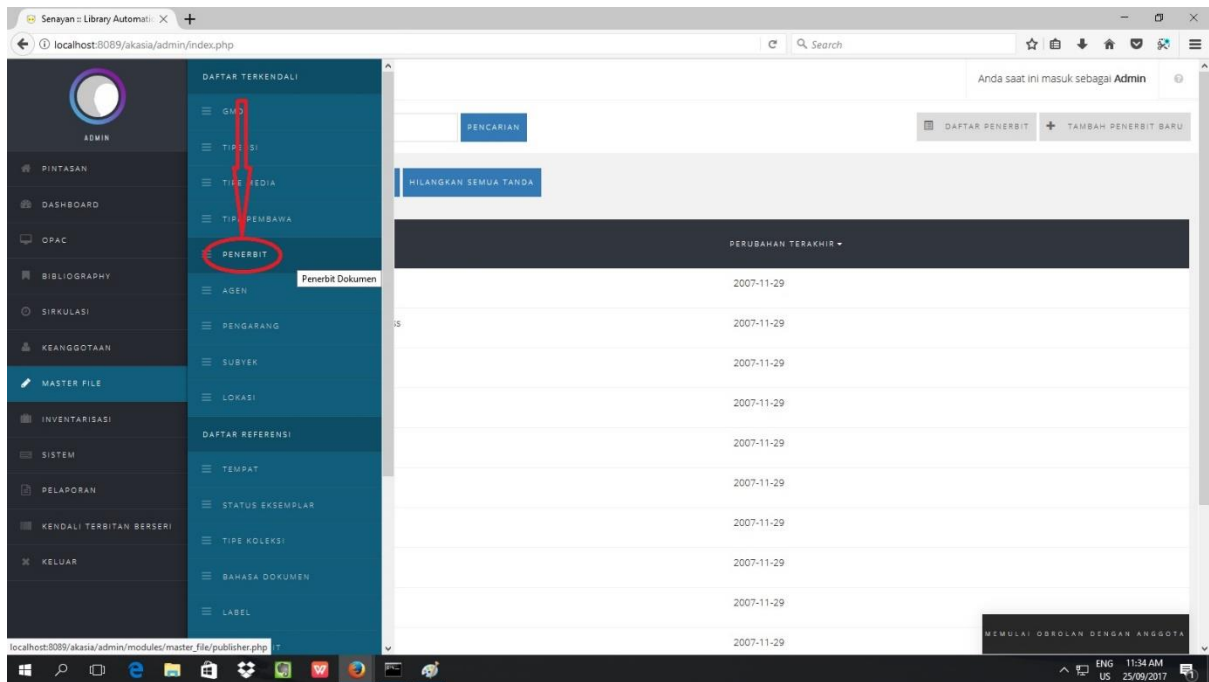 Senayan :: Library Automati
localhost:8089/akasia/admin/index.php
Search
ADMIN
PINTASAN
DASHBOARD
OPAC
BIBLIOGRAPHY
SIRKULASI
KEANGGOTAAN
MASTER FILE
INVENTARISASI
SISTEM
PELAPORAN
KENDALI TERBITAN BERSERI
KELUAR
DAFTAR TERKENDALI
GMD
TIPE ISI
TIPE MEDIA
TIPE PEMBAWA
PENERBIT
Penerbit Dokumen
AGEN
PENGARANG
SUBYEK
LOKASI
DAFTAR REFERENSI
TEMPAT
STATUS EKSEMPLAR
TIPE KOLEKSI
BAHASA DOKUMEN
LABEL
Anda saat ini masuk sebagai Admin
PENCARIAN
DAFTAR PENERBIT
TAMBAH PENERBIT BARU
HILANGKAN SEMUA TANDA
PERUBAHAN TERAKHIR
2007-11-29
ss 2007-11-29
2007-11-29
2007-11-29
2007-11-29
2007-11-29
2007-11-29
2007-11-29
2007-11-29
2007-11-29
MEMULAI OBROLAN DENGAN ANGGOTA
localhost:8089/akasia/admin/modules/master_file/publisher.php
ENG 11:34 AM
US 25/09/2017